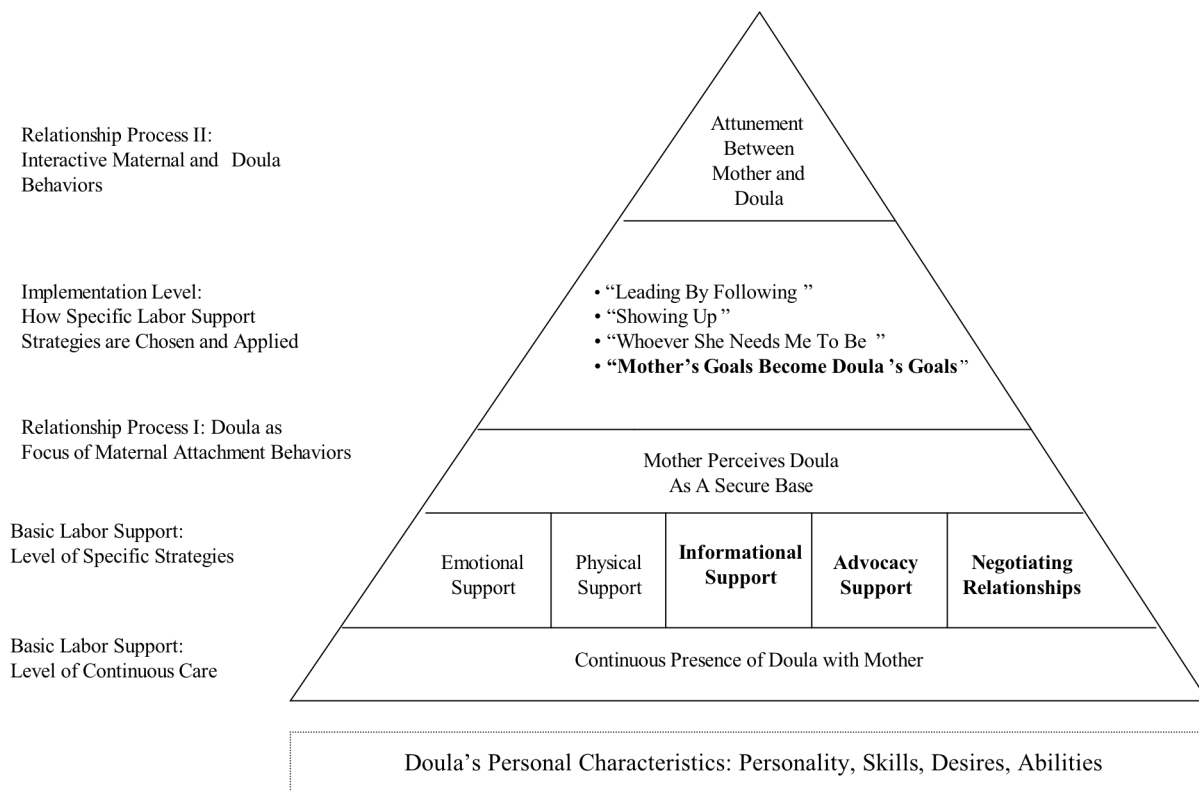 Relationship Process II:
Interactive Maternal and Doula
Behaviors
Attunement
Between
Mother and
Doula
Implementation Level:
How Specific Labor Support
Strategies are Chosen and Applied
• “Leading By Following ”
• “Showing Up ”
• “Whoever She Needs Me To Be ”
• “Mother’s Goals Become Doula ’s Goals”
Relationship Process I: Doula as
Focus of Maternal Attachment Behaviors
Mother Perceives Doula
As A Secure Base
Basic Labor Support:
Level of Specific Strategies
Emotional
Support
Physical
Support
Informational
Support
Advocacy
Support
Negotiating
Relationships
Basic Labor Support:
Level of Continuous Care
Continuous Presence of Doula with Mother
Doula’s Personal Characteristics: Personality, Skills, Desires, Abilities